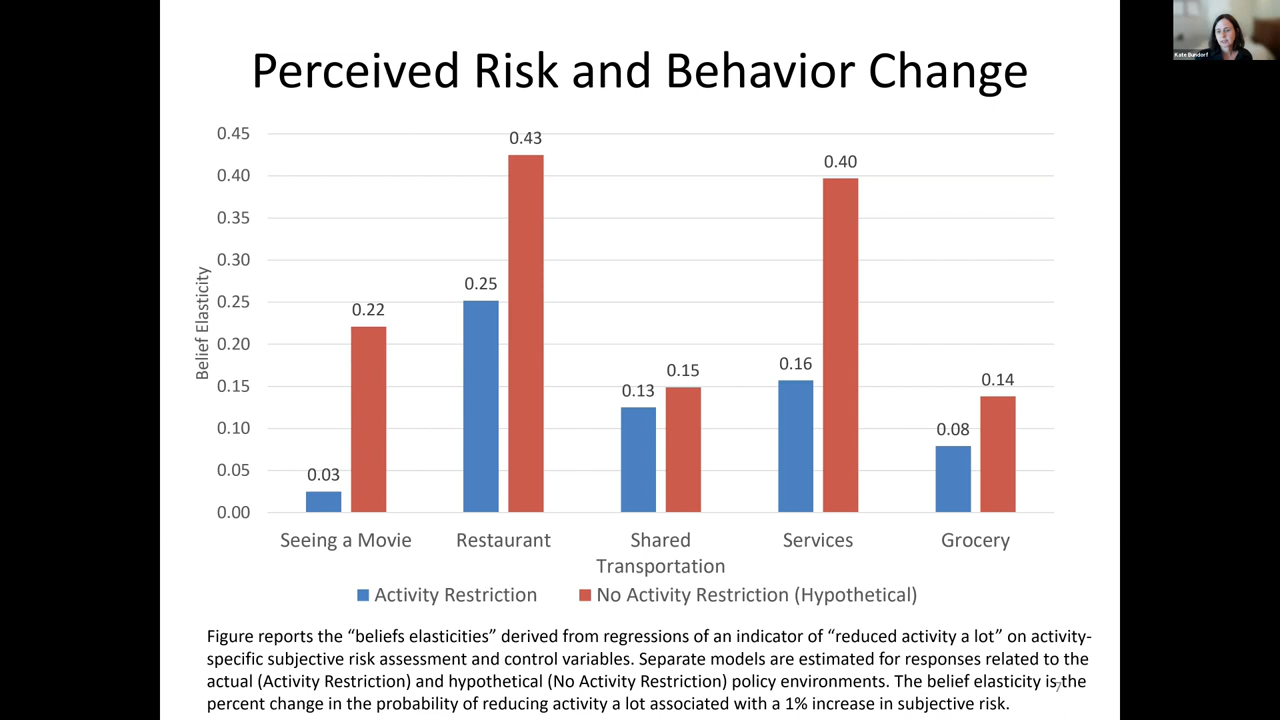 Perceived Risk and Behavior Change
Kate Bundorf
0.45
0.40
0.35
0.30
0.25
0.20
0.15
0.10
0.05
0.00
Belief Elasticity
0.03
0.22
0.25
0.43
0.13
0.15
0.16
0.40
0.08
0.14
Seeing a Movie
Restaurant
Shared
Transportation
Services
Grocery
Activity Restriction
No Activity Restriction (Hypothetical)
Figure reports the “beliefs elasticities” derived from regressions of an indicator of “reduced activity a lot” on activity-
specific subjective risk assessment and control variables. Separate models are estimated for responses related to the
actual (Activity Restriction) and hypothetical (No Activity Restriction) policy environments. The belief elasticity is the
percent change in the probability of reducing activity a lot associated with a 1% increase in subjective risk.
7